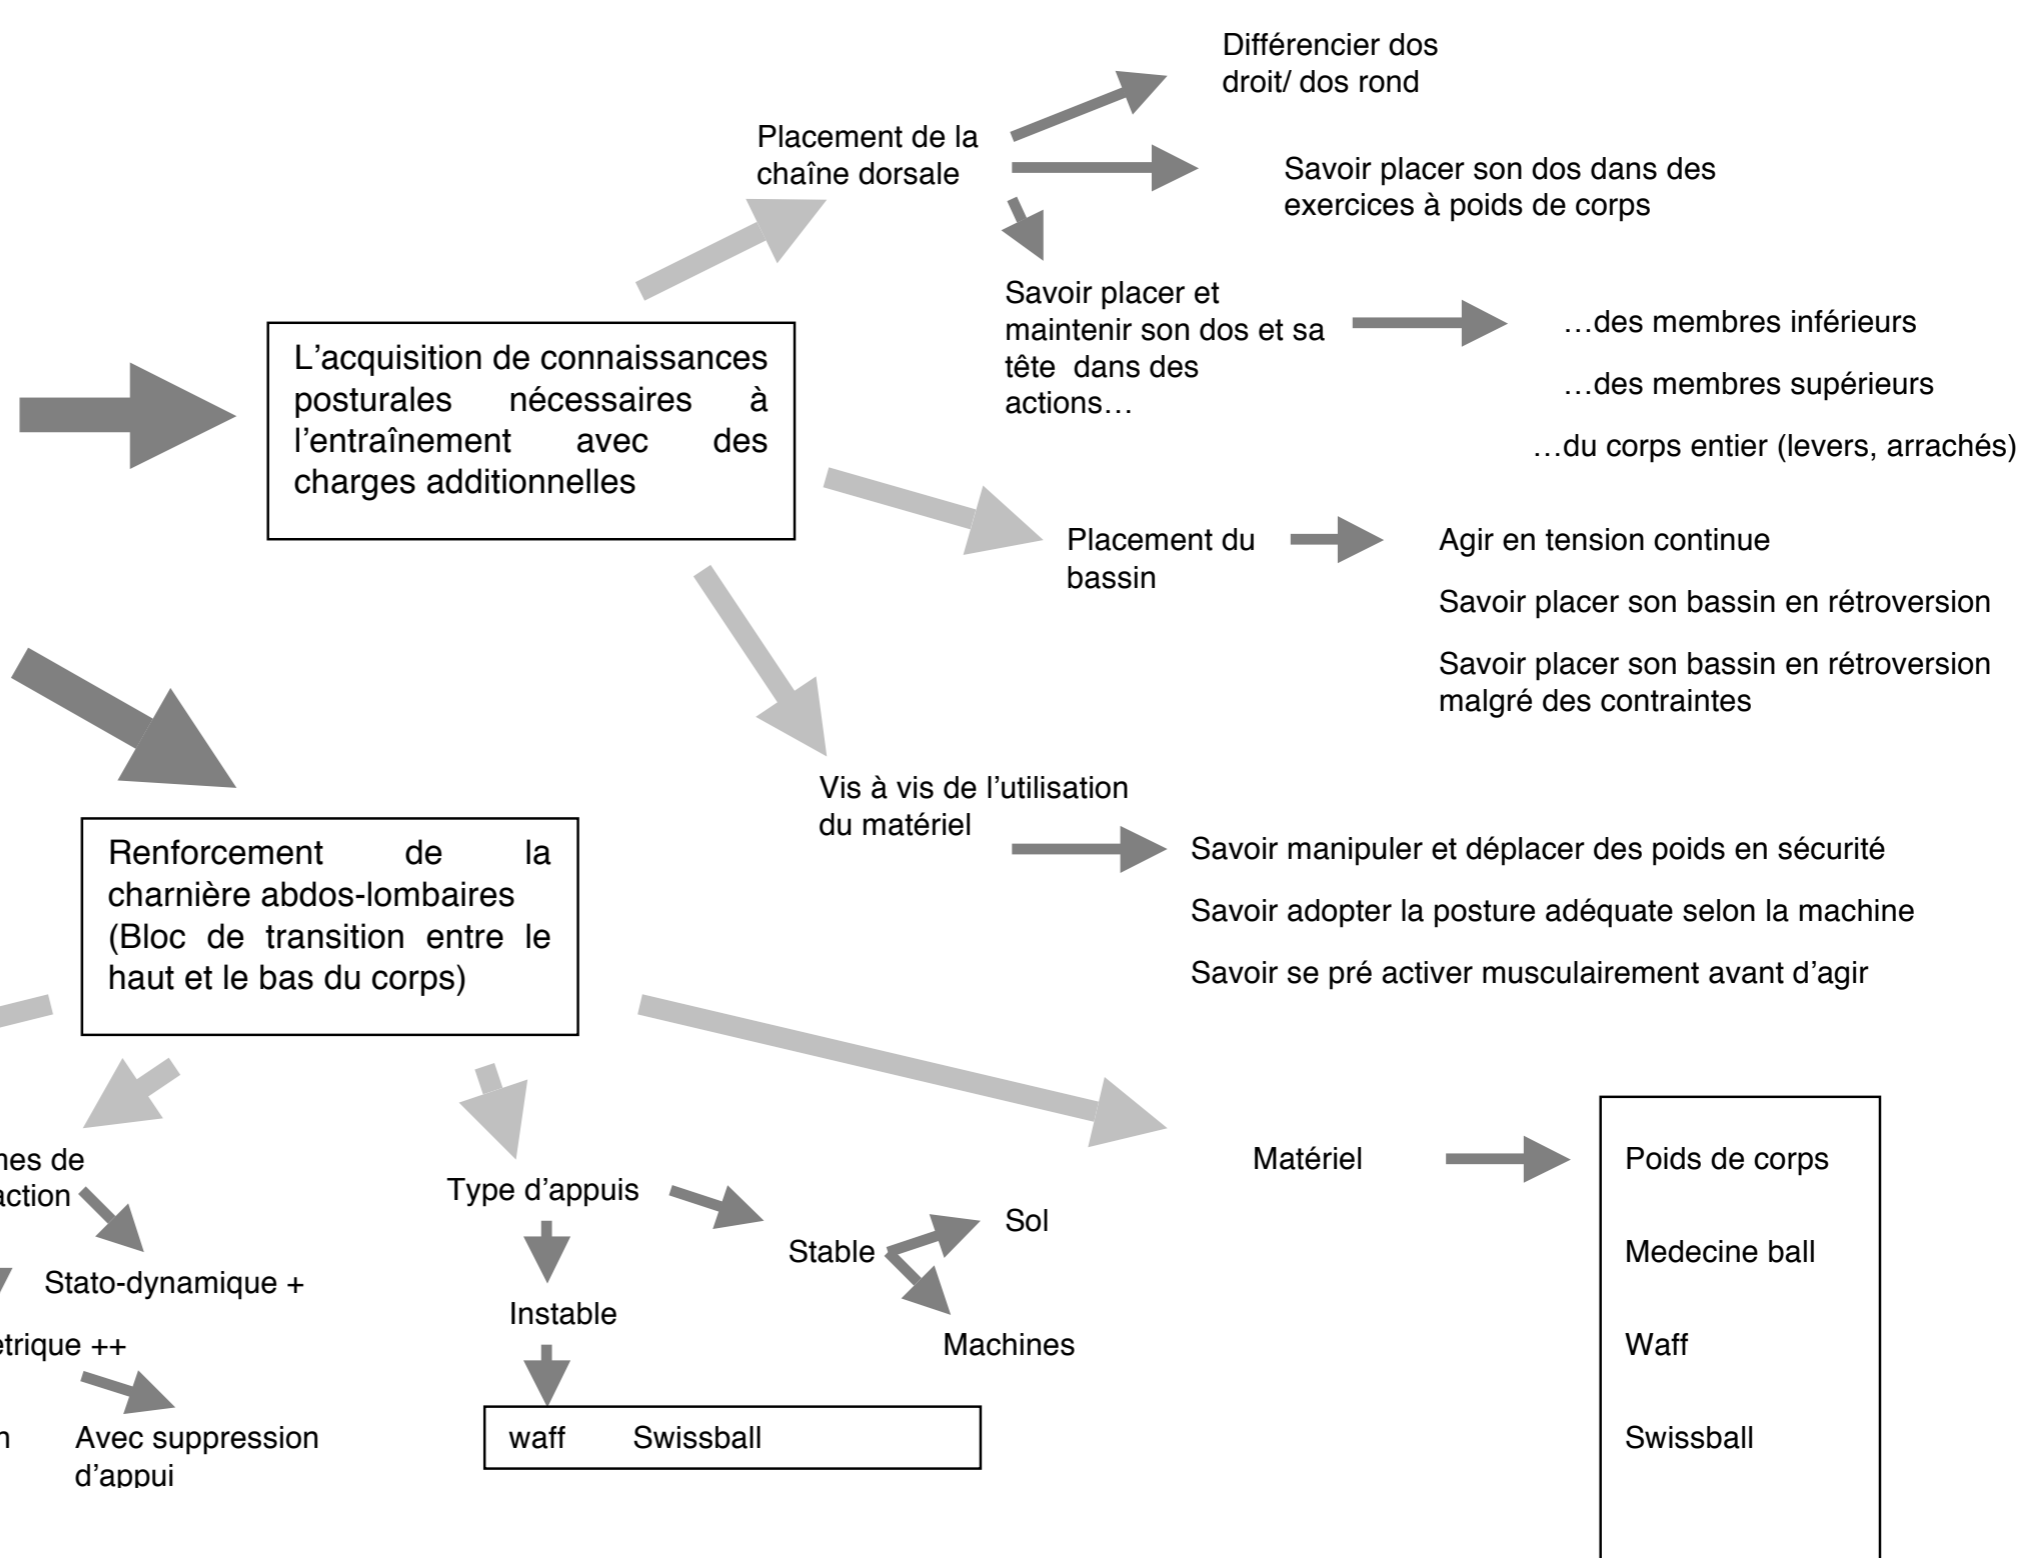 Différencier dos
droit/ dos rond
Placement de la
chaîne dorsale
Savoir placer son dos dans des
exercices à poids de corps
Savoir placer et
maintenir son dos et sa
tête dans des
actions…
…des membres inférieurs
…des membres supérieurs
…du corps entier (levers, arrachés)
L’acquisition de connaissances
posturales nécessaires à
l’entraînement avec des
charges additionnelles
Placement du
bassin
Agir en tension continue
Savoir placer son bassin en rétroversion
Savoir placer son bassin en rétroversion
malgré des contraintes
Vis à vis de l’utilisation
du matériel
Savoir manipuler et déplacer des poids en sécurité
Savoir adopter la posture adéquate selon la machine
Savoir se pré activer musculairement avant d’agir
Renforcement de la
charnière abdos-lombaires
(Bloc de transition entre le
haut et le bas du corps)
de
Stato-dynamique +
++
Avec suppression
d’appui
Type d’appuis
Stable
Sol
Machines
Instable
waff Swissball
Matériel
Poids de corps
Medecine ball
Waff
Swissball